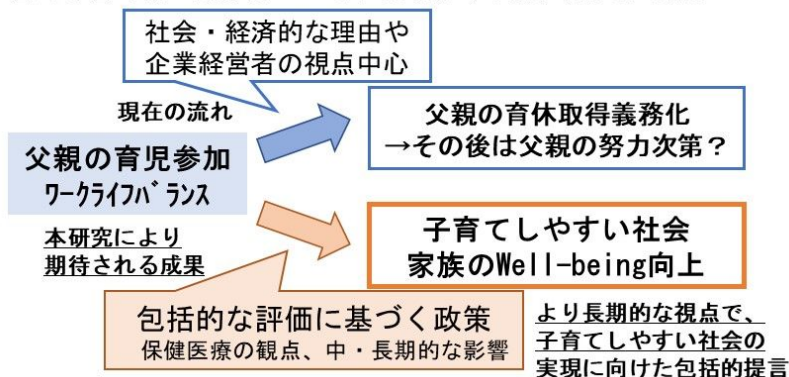 社会・経済的な理由や
企業経営者の視点中心
現在の流れ
父親の育児参加
ワークライフバランス
父親の育休取得義務化
→その後は父親の努力次第？
本研究により
期待される成果
子育てしやすい社会
家族のWell-being向上
包括的な評価に基づく政策
保健医療の観点、中・長期的な影響
より長期的な視点で、
子育てしやすい社会の
実現に向けた包括的提言